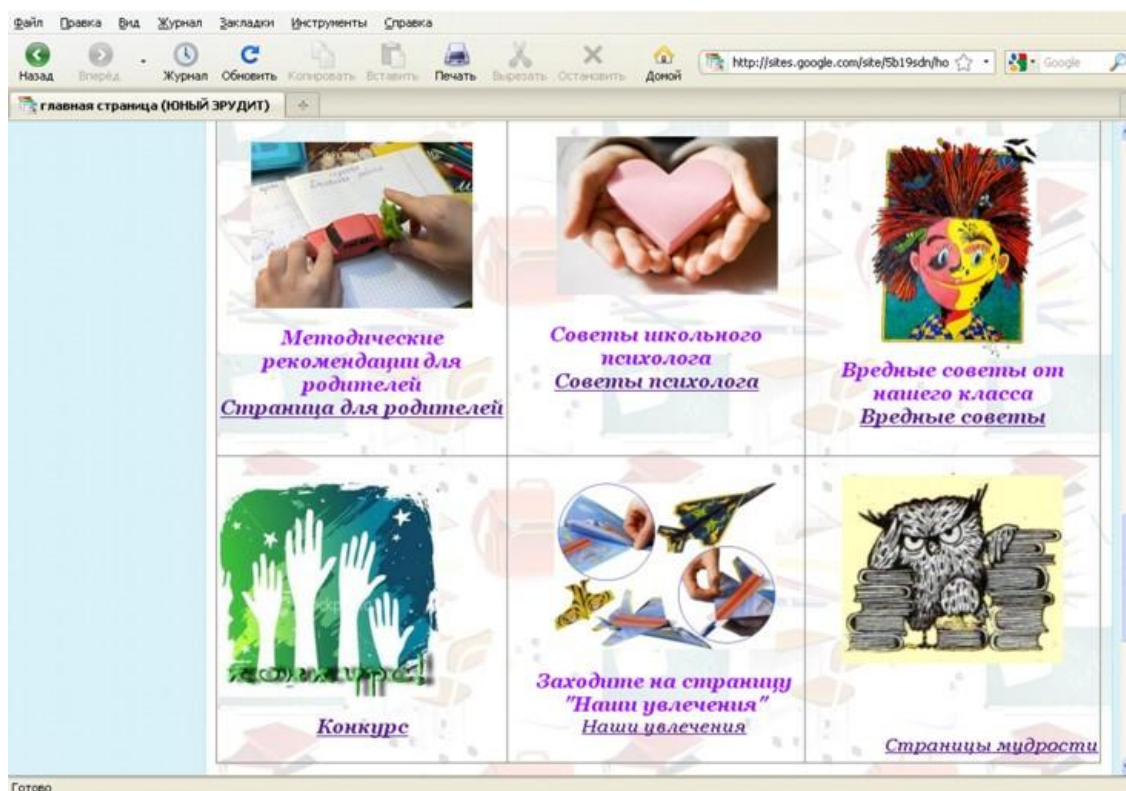 Файл Правка Вид Журнал Закладки Инструменты Справка
Назад Вперёд Журнал Обновить Копировать Вставить Печать Вырезать Остановить Домой http://sites.google.com/site/5b19sdn/ho Google
главная страница (ЮНЫЙ ЭРУДИТ)
Методические
рекомендации для
родителей
Страница для родителей
Советы школьного
психолога
Советы психолога
Вредные советы от
нашего класса
Вредные советы
конкурс!
Конкурс
Заходите на страницу
"Наши увлечения"
Наши увлечения
Страницы мудрости
Готово